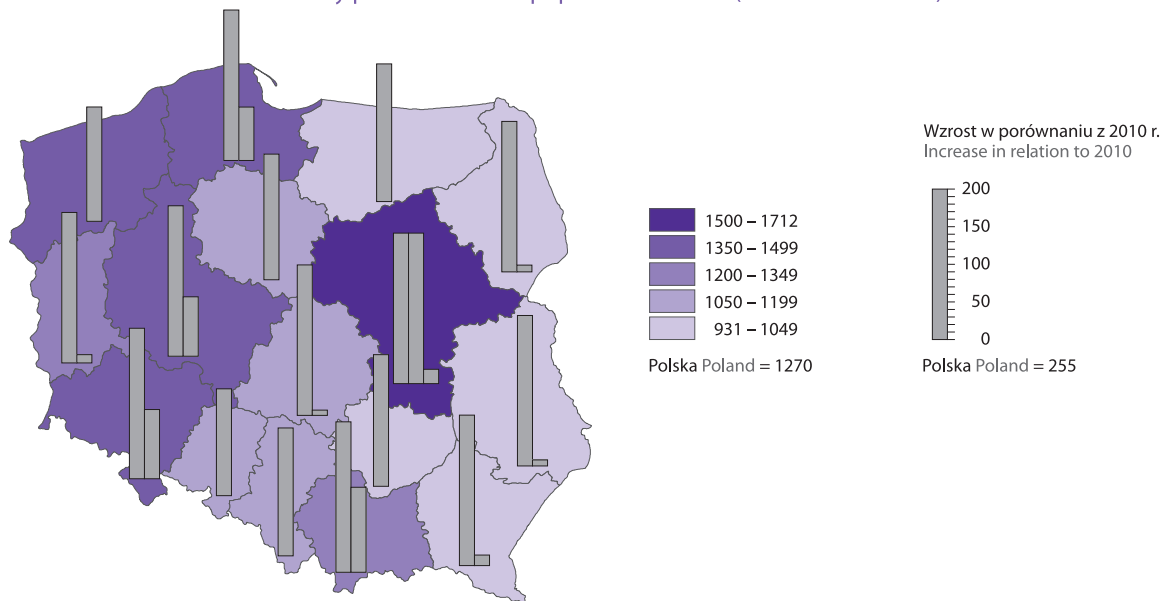 1500 – 1712
1350 – 1499
1200 – 1349
1050 – 1199
931 – 1049
Polska Poland = 1270
Wzrost w porównaniu z 2010 r.
Increase in relation to 2010
200
150
100
50
0
Polska Poland = 255